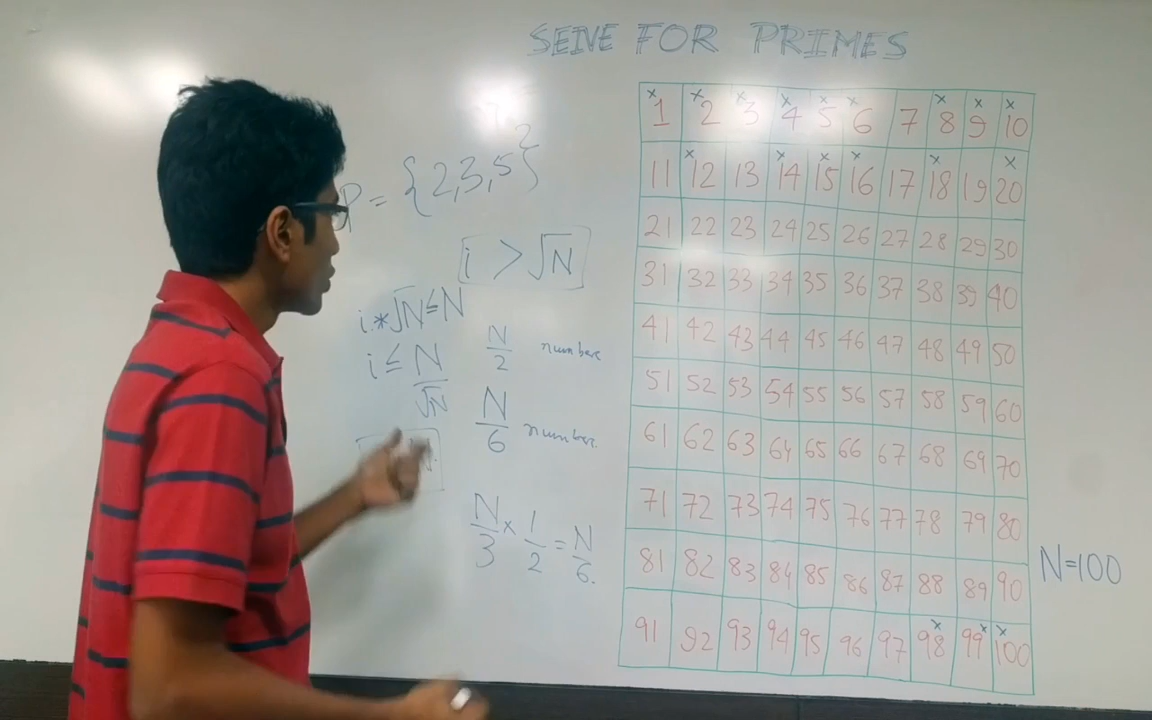 SEIVE FOR PRIMES
P = {2,3,5}
i > √N
i*√N ≤ N
i ≤ N/√N
N/2 numbers
N/6 numbers.
N/3 × 1/2 = N/6.
1 2 3 4 5 6 7 8 9 10
11 12 13 14 15 16 17 18 19 20
21 22 23 24 25 26 27 28 29 30
31 32 33 34 35 36 37 38 39 40
41 42 43 44 45 46 47 48 49 50
51 52 53 54 55 56 57 58 59 60
61 62 63 64 65 66 67 68 69 70
71 72 73 74 75 76 77 78 79 80
81 82 83 84 85 86 87 88 89 90
91 92 93 94 95 96 97 98 99 100
N=100